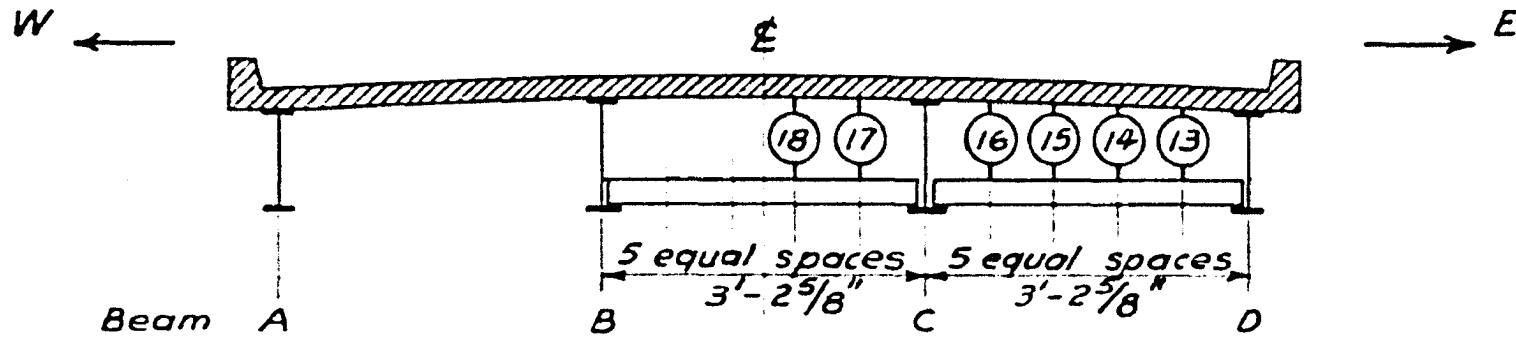 W ℄ E
18 17 16 15 14 13
5 equal spaces 5 equal spaces
3'-2 5/8" 3'-2 5/8"
Beam A B C D